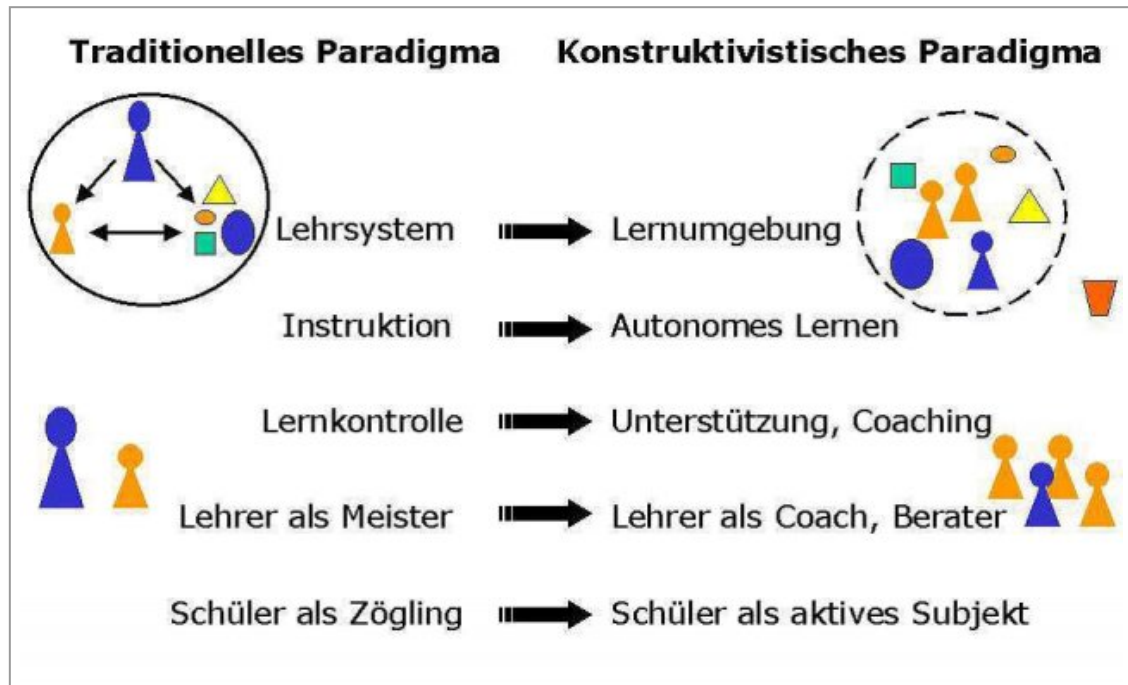 Traditionelles Paradigma Konstruktivistisches Paradigma
Lehrsystem Lernumgebung
Instruktion Autonomes Lernen
Lernkontrolle Unterstützung, Coaching
Lehrer als Meister Lehrer als Coach, Berater
Schüler als Zögling Schüler als aktives Subjekt